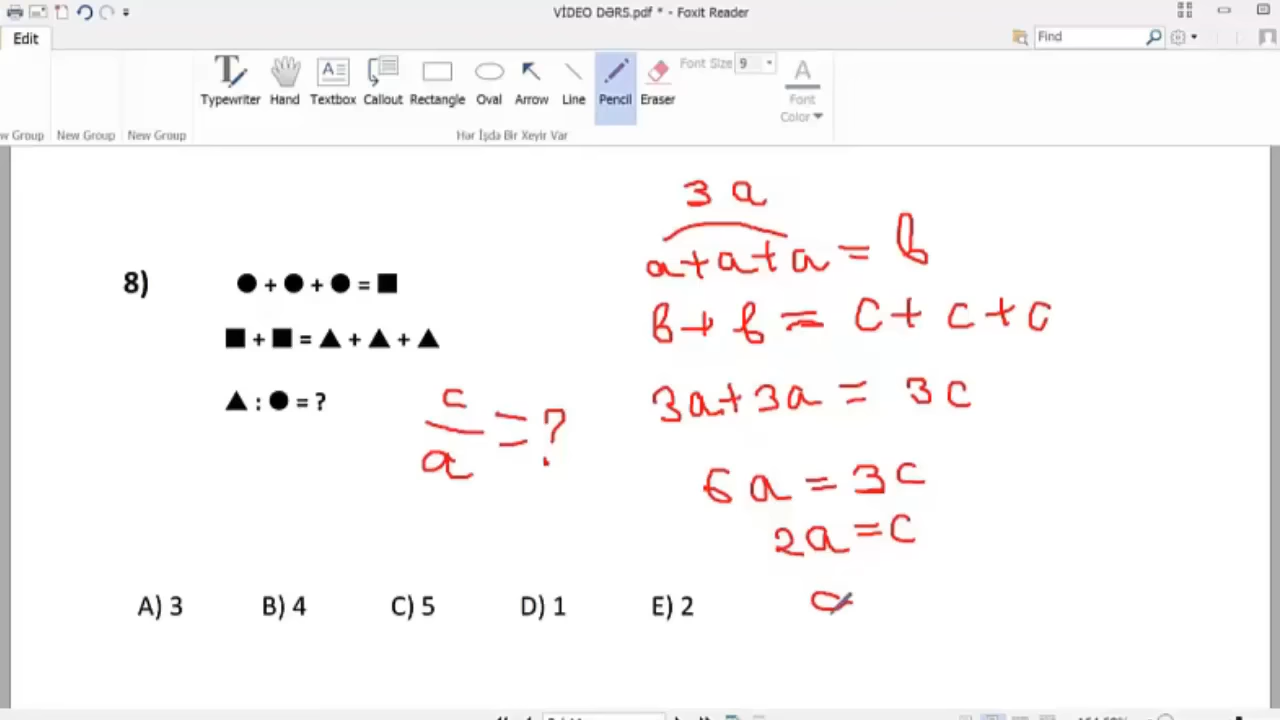 VİDEO DƏRS.pdf * - Foxit Reader
Edit
Find
Typewriter Hand Textbox Callout Rectangle Oval Arrow Line Pencil Eraser Font Size 9 Font Color
w Group New Group New Group Hər İşdə Bir Xeyir Var
3a
a+a+a = b
8) ● + ● + ● = ■
b+b = c+c+c
■ + ■ = ▲ + ▲ + ▲
3a+3a = 3c
▲ : ● = ?
c/a = ?
6a = 3c
2a = c
A) 3 B) 4 C) 5 D) 1 E) 2